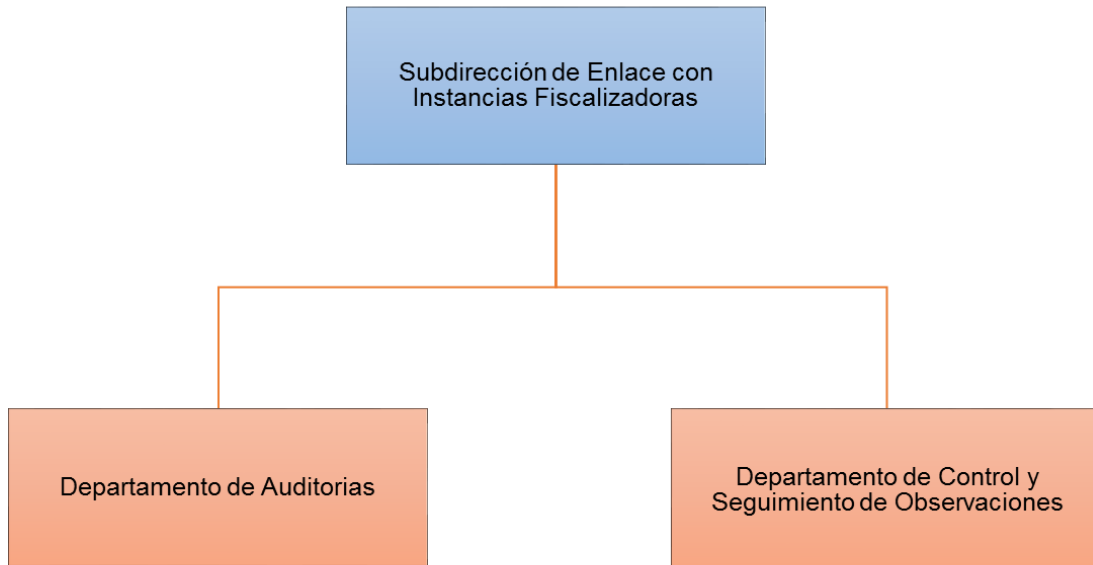 Subdirección de Enlace con
Instancias Fiscalizadoras
Departamento de Auditorias
Departamento de Control y
Seguimiento de Observaciones